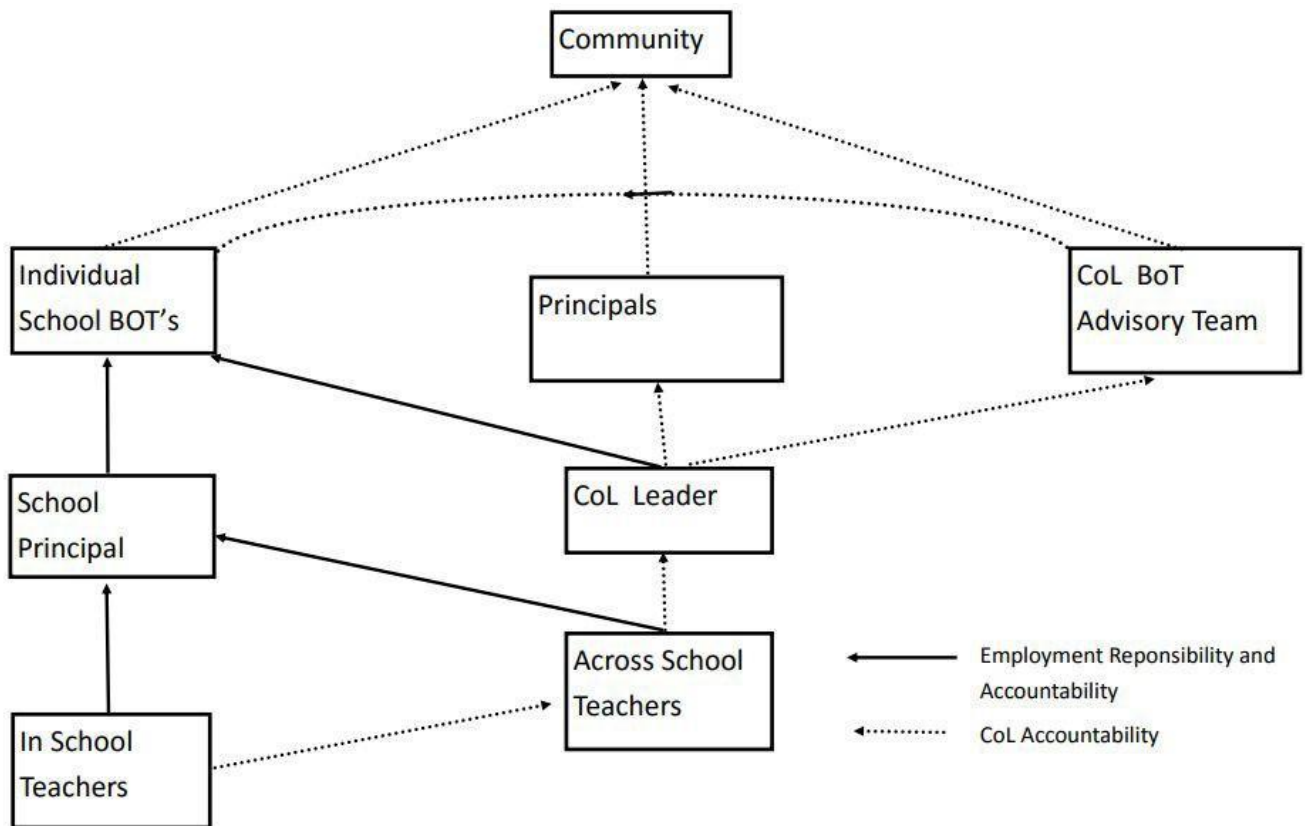 Community
Individual
School BOT's
Principals
CoL BoT
Advisory Team
School
Principal
CoL Leader
Across School
Teachers
In School
Teachers
Employment Reponsibility and
Accountability
CoL Accountability